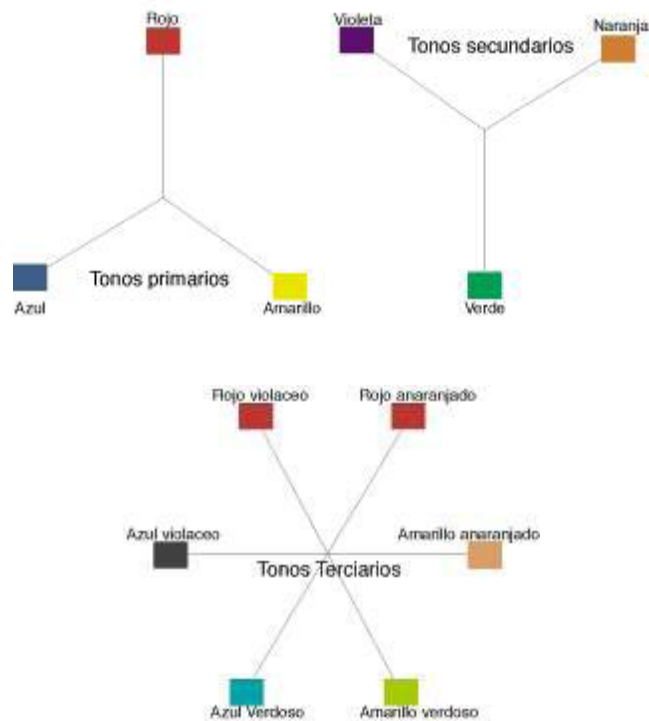 Rojo
Azul
Tonos primarios
Amarillo
Violeta
Tonos secundarios
Naranja
Verde
Rojo violaceo
Rojo anaranjado
Azul violaceo
Amarillo anaranjado
Tonos Terciarios
Azul Verdoso
Amarillo verdoso